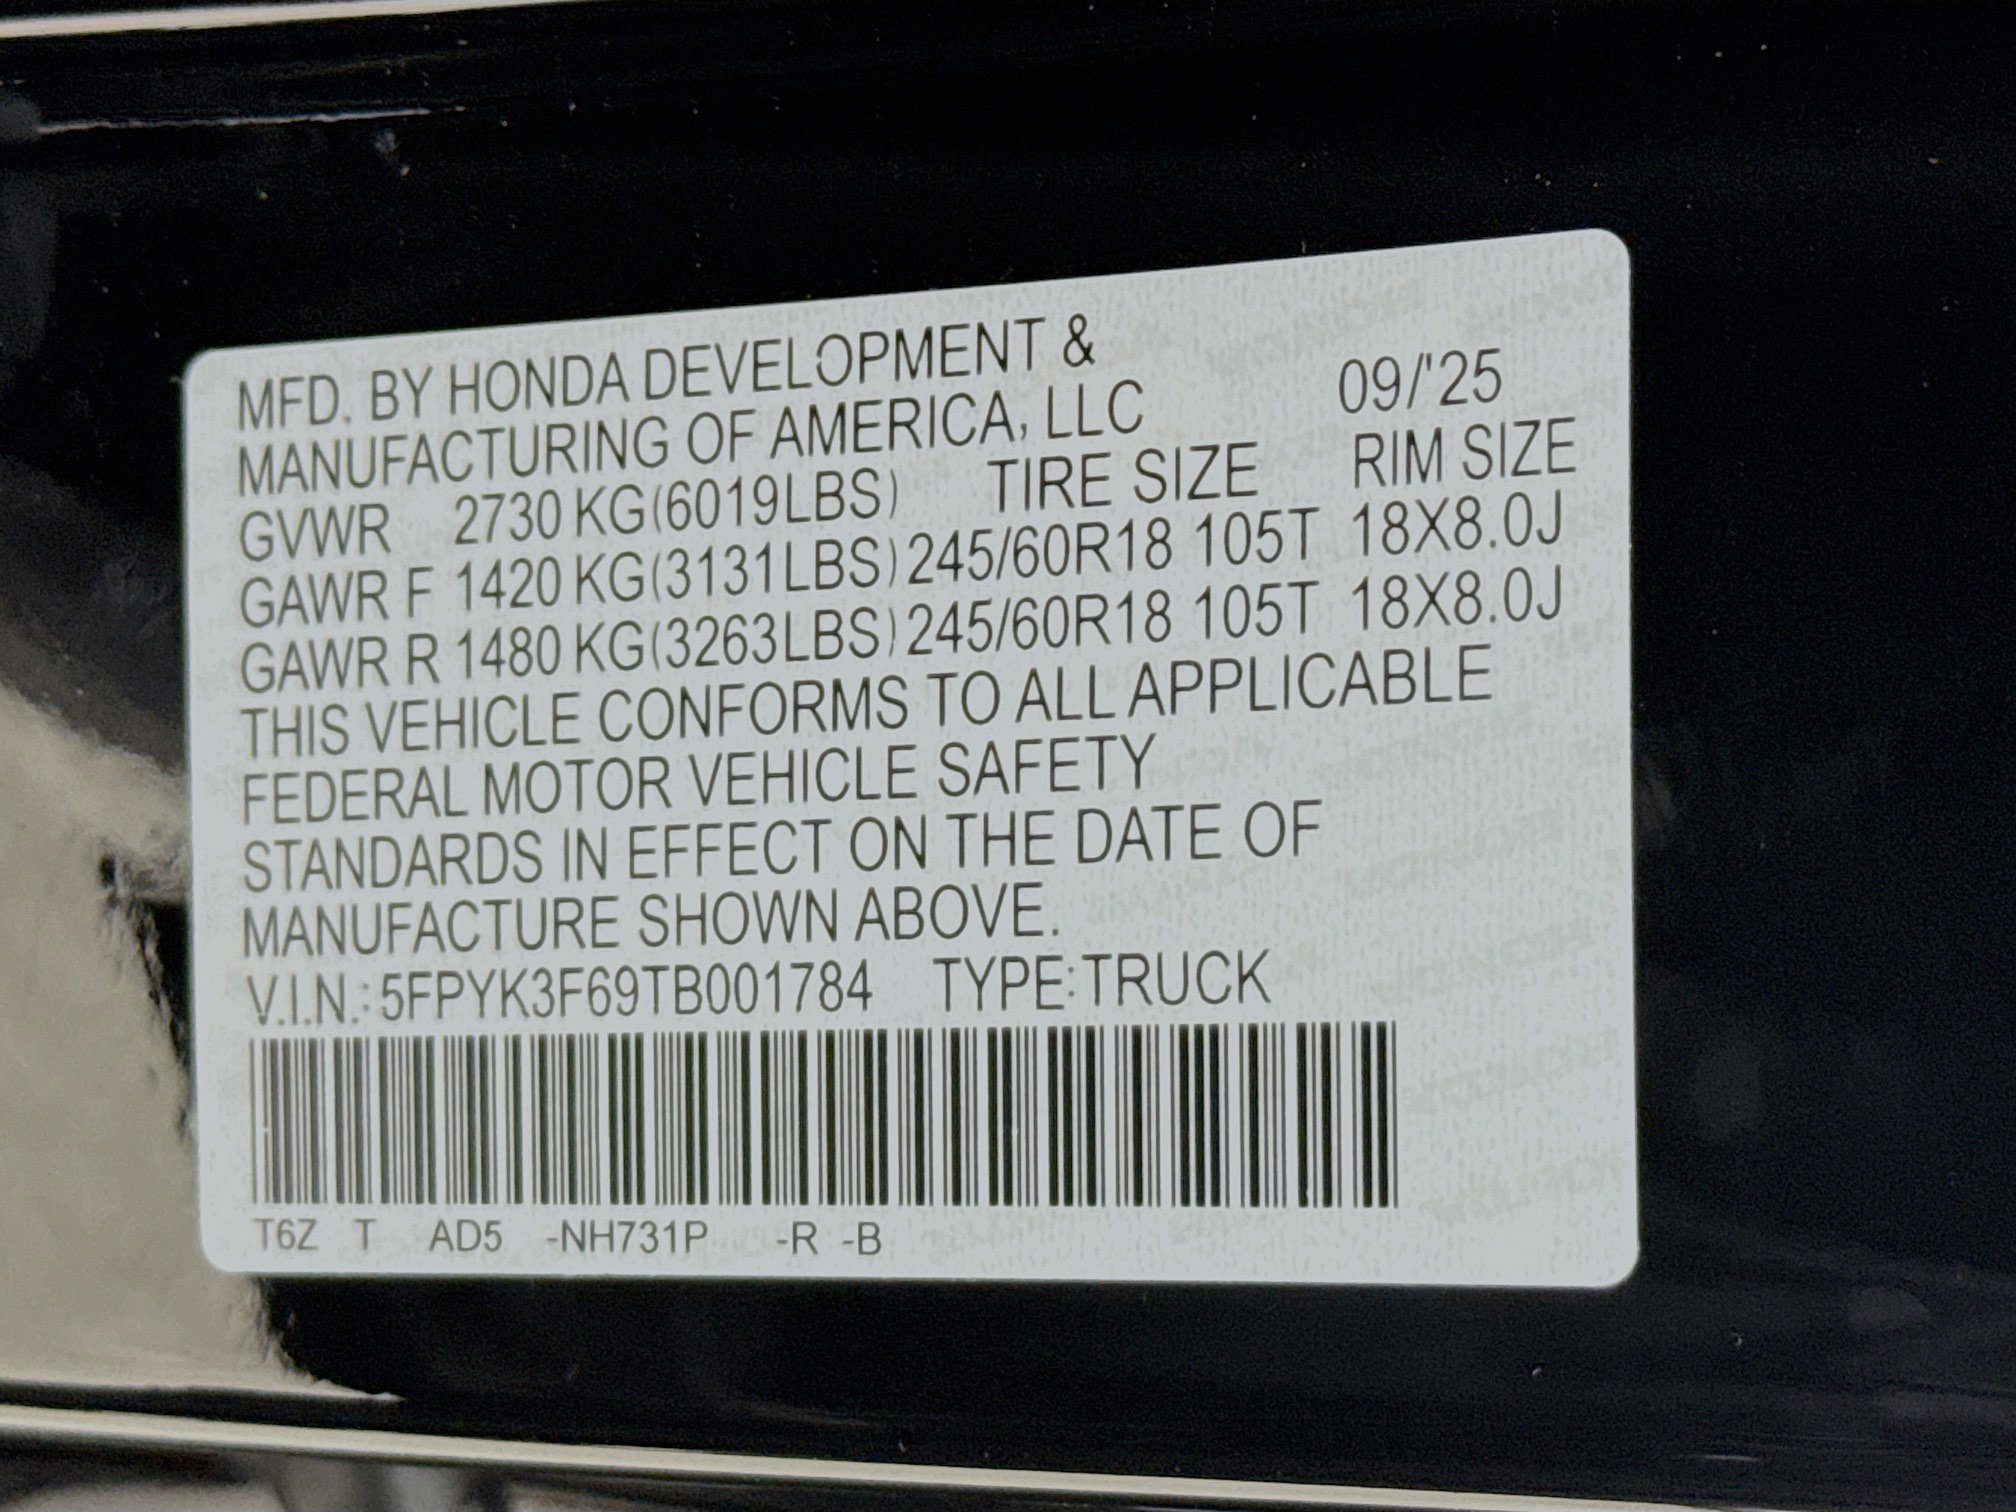 MFD. BY HONDA DEVELOPMENT &
MANUFACTURING OF AMERICA, LLC 09/'25
GVWR 2730 KG(6019LBS) TIRE SIZE RIM SIZE
GAWR F 1420 KG(3131LBS) 245/60R18 105T 18X8.0J
GAWR R 1480 KG(3263LBS) 245/60R18 105T 18X8.0J
THIS VEHICLE CONFORMS TO ALL APPLICABLE
FEDERAL MOTOR VEHICLE SAFETY
STANDARDS IN EFFECT ON THE DATE OF
MANUFACTURE SHOWN ABOVE.
V.I.N.: 5FPYK3F69TB001784 TYPE:TRUCK
T6Z T AD5 -NH731P -R -B